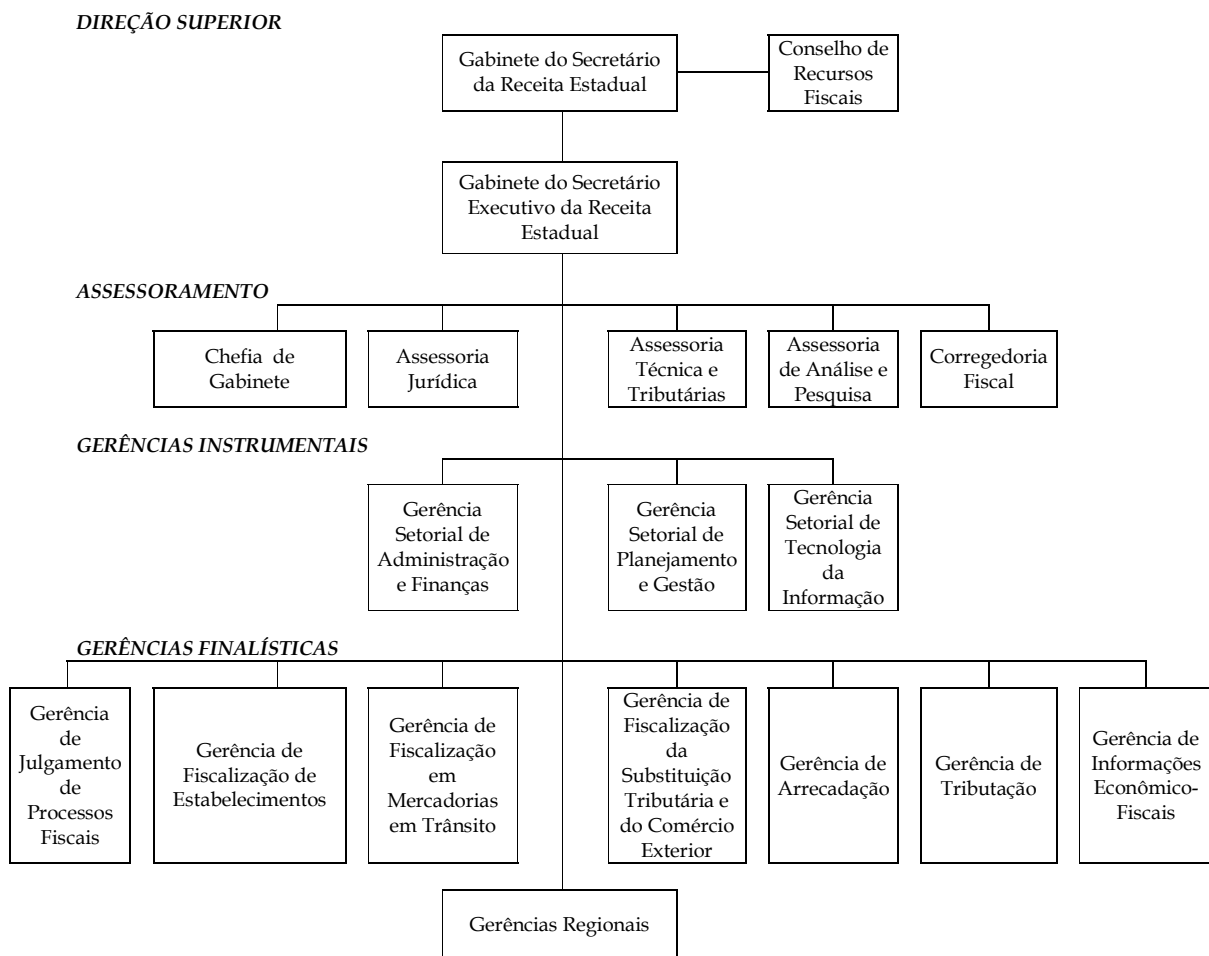 DIREÇÃO SUPERIOR
Gabinete do Secretário
da Receita Estadual
Conselho de
Recursos
Fiscais
Gabinete do Secretário
Executivo da Receita
Estadual
ASSESSORAMENTO
Chefia de
Gabinete
Assessoria
Jurídica
Assessoria
Técnica e
Tributárias
Assessoria
de Análise e
Pesquisa
Corregedoria
Fiscal
GERÊNCIAS INSTRUMENTAIS
Gerência
Setorial de
Administração
e Finanças
Gerência
Setorial de
Planejamento
e Gestão
Gerência
Setorial de
Tecnologia
da
Informação
GERÊNCIAS FINALÍSTICAS
Gerência
de
Julgamento
de
Processos
Fiscais
Gerência de
Fiscalização de
Estabelecimentos
Gerência de
Fiscalização
em
Mercadorias
em Trânsito
Gerência de
Fiscalização
da
Substituição
Tributária e
do Comércio
Exterior
Gerência de
Arrecadação
Gerência de
Tributação
Gerência de
Informações
Econômico-
Fiscais
Gerências Regionais